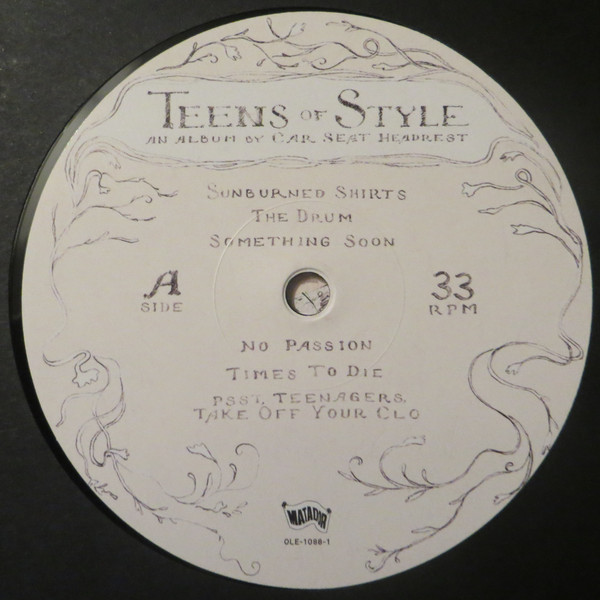 TEENS OF STYLE
AN ALBUM BY CAR SEAT HEADREST
SUNBURNED SHIRTS
THE DRUM
SOMETHING SOON
A
SIDE
33
RPM
NO PASSION
TIMES TO DIE
PSST, TEENAGERS,
TAKE OFF YOUR CLO
MATADOR
OLE-1088-1